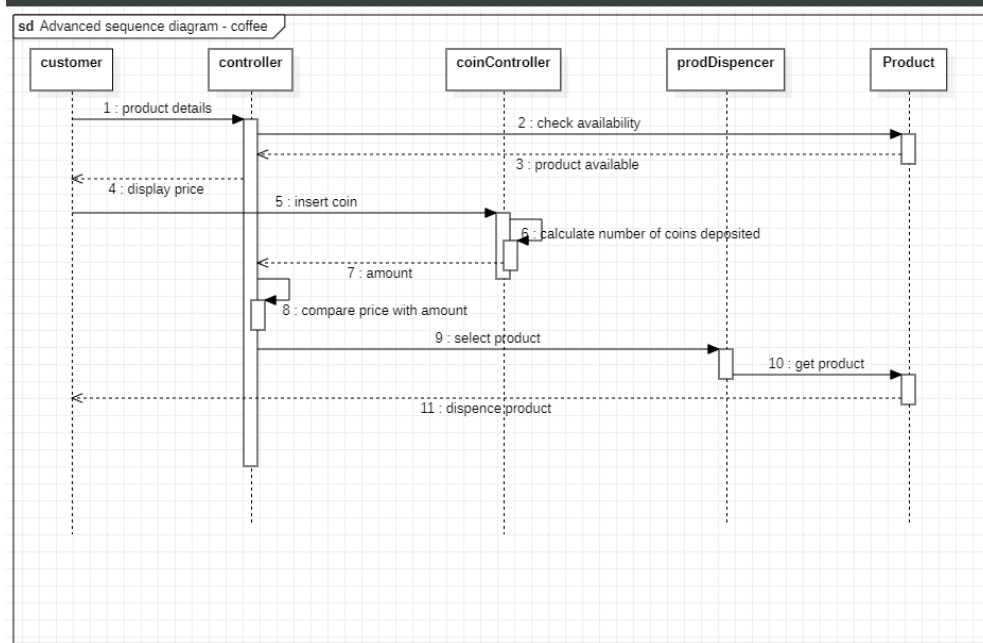 sd Advanced sequence diagram - coffee
customer
controller
coinController
prodDispencer
Product
1 : product details
2 : check availability
3 : product available
4 : display price
5 : insert coin
6 : calculate number of coins deposited
7 : amount
8 : compare price with amount
9 : select product
10 : get product
11 : dispence product